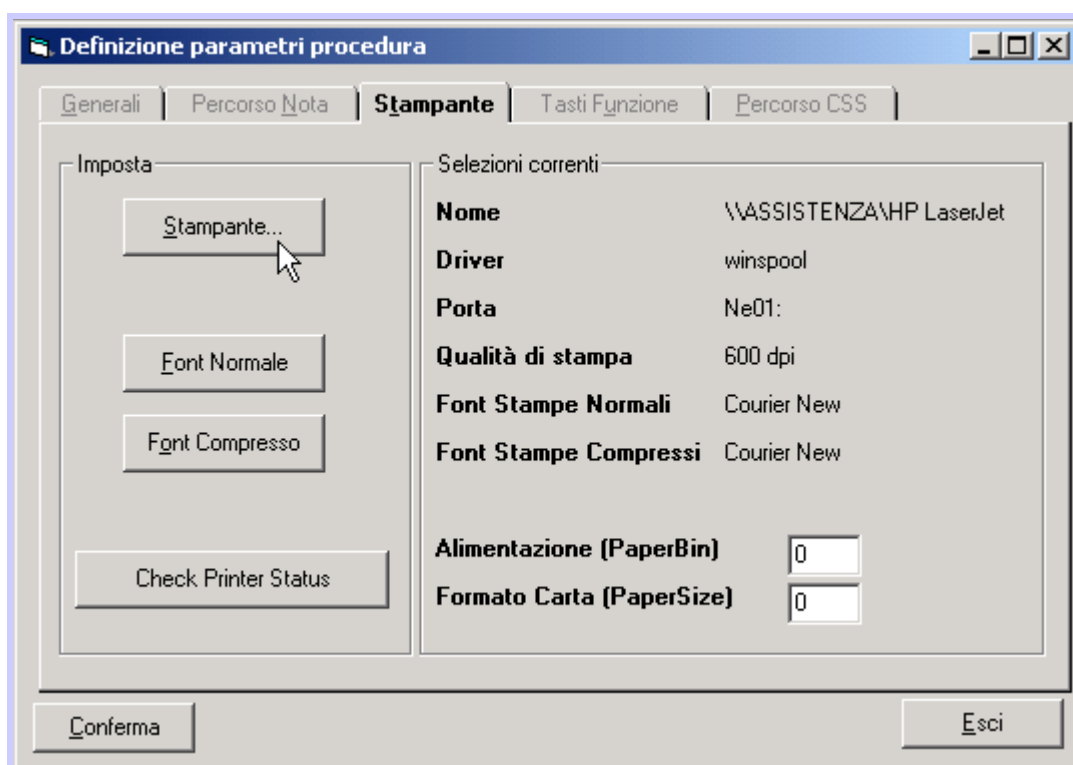 Definizione parametri procedura
Generali Percorso Nota Stampante Tasti Funzione Percorso CSS
Imposta
Stampante...
Font Normale
Font Compresso
Check Printer Status
Selezioni correnti
Nome \\ASSISTENZA\HP LaserJet
Driver winspool
Porta Ne01:
Qualità di stampa 600 dpi
Font Stampe Normali Courier New
Font Stampe Compressi Courier New
Alimentazione (PaperBin) 0
Formato Carta (PaperSize) 0
Conferma Esci